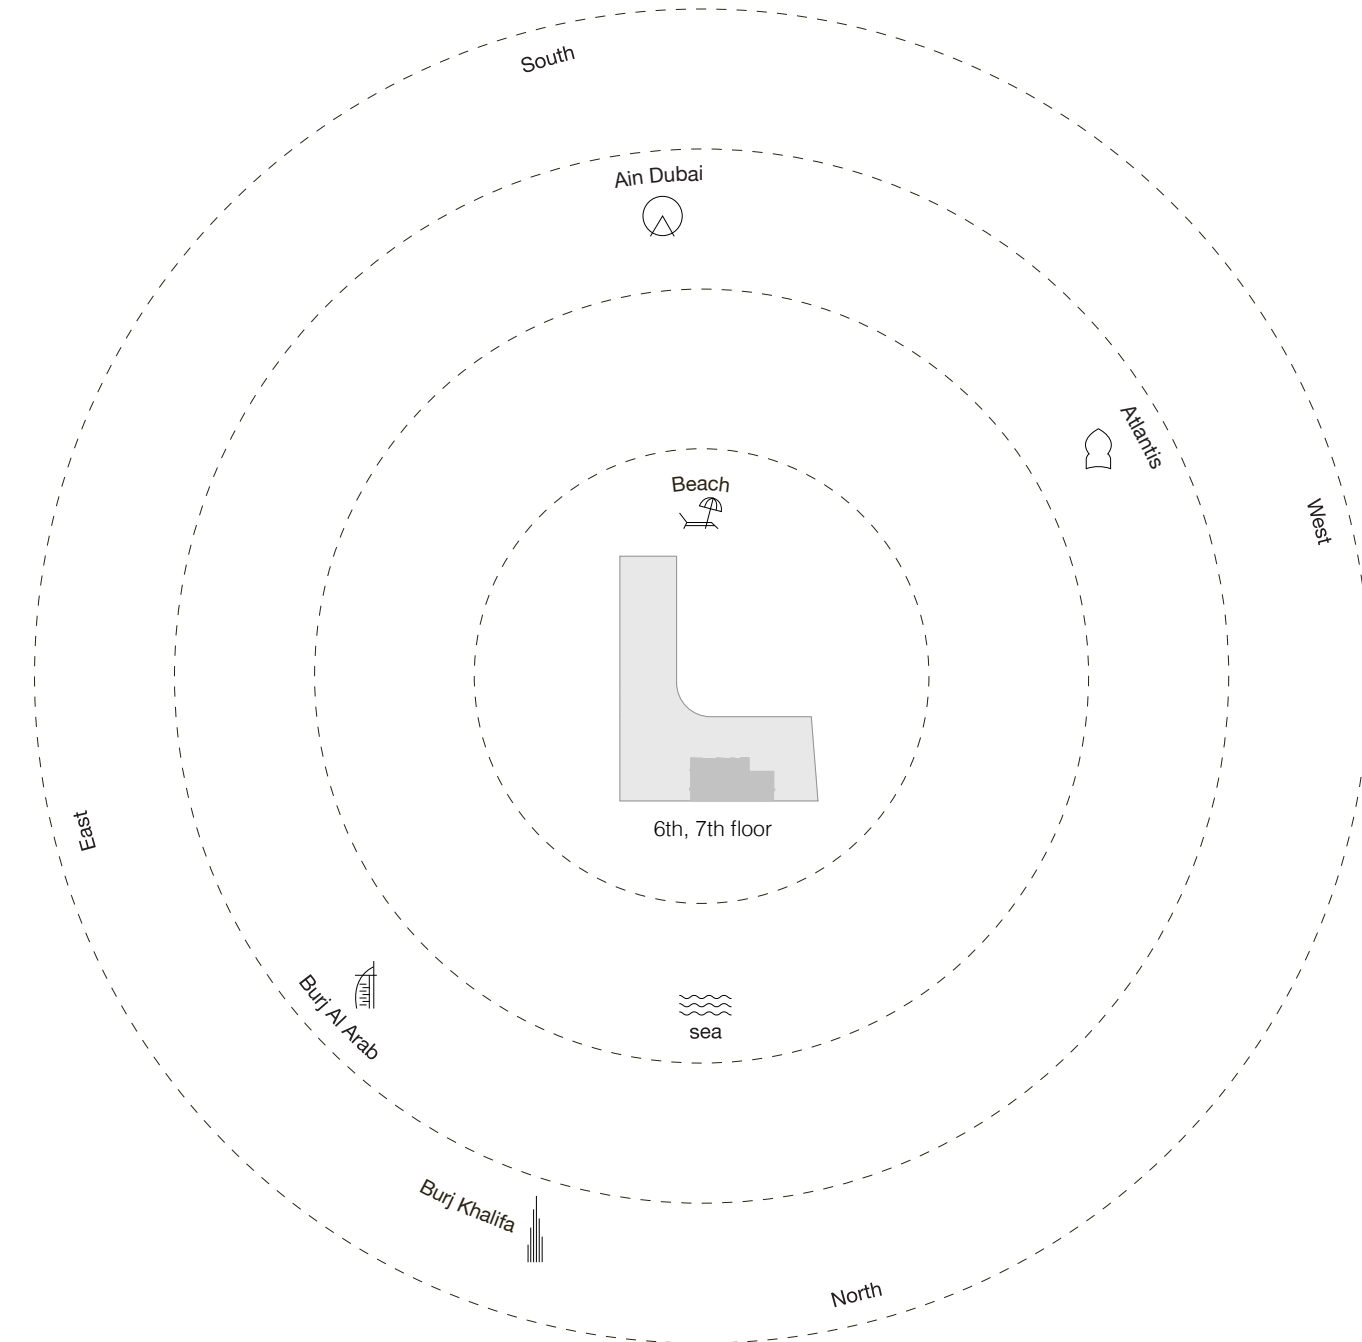 South
Ain Dubai
Atlantis
Beach
West
6th, 7th floor
East
Burj Al Arab
sea
Burj Khalifa
North